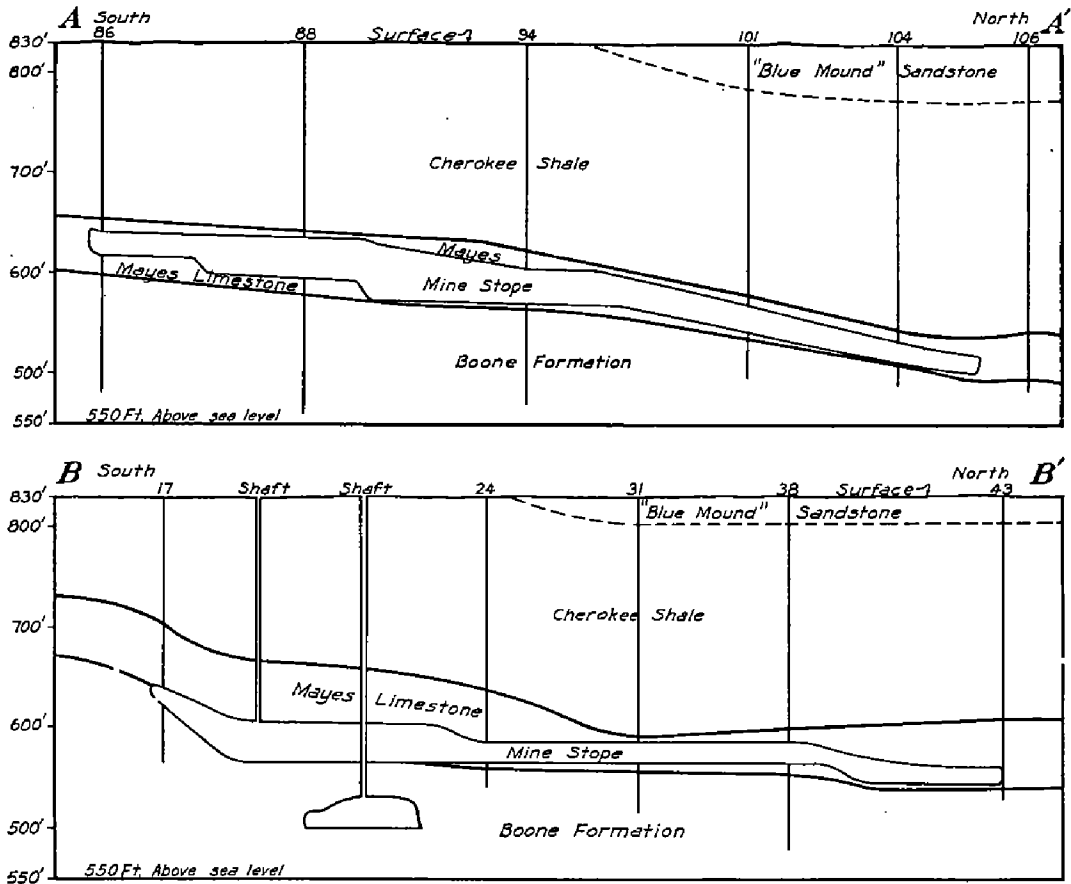 A South North A′
86 88 Surface 94 101 104 106
830'
800'
"Blue Mound" Sandstone
700'
Cherokee Shale
600'
Mayes
Mayes Limestone
Mine Stope
500'
Boone Formation
550'
550 Ft. Above sea level
B South North B′
17 Shaft Shaft 24 31 38 Surface 43
830'
800'
"Blue Mound" Sandstone
700'
Cherokee Shale
Mayes Limestone
600'
Mine Stope
500'
Boone Formation
550'
550 Ft. Above sea level